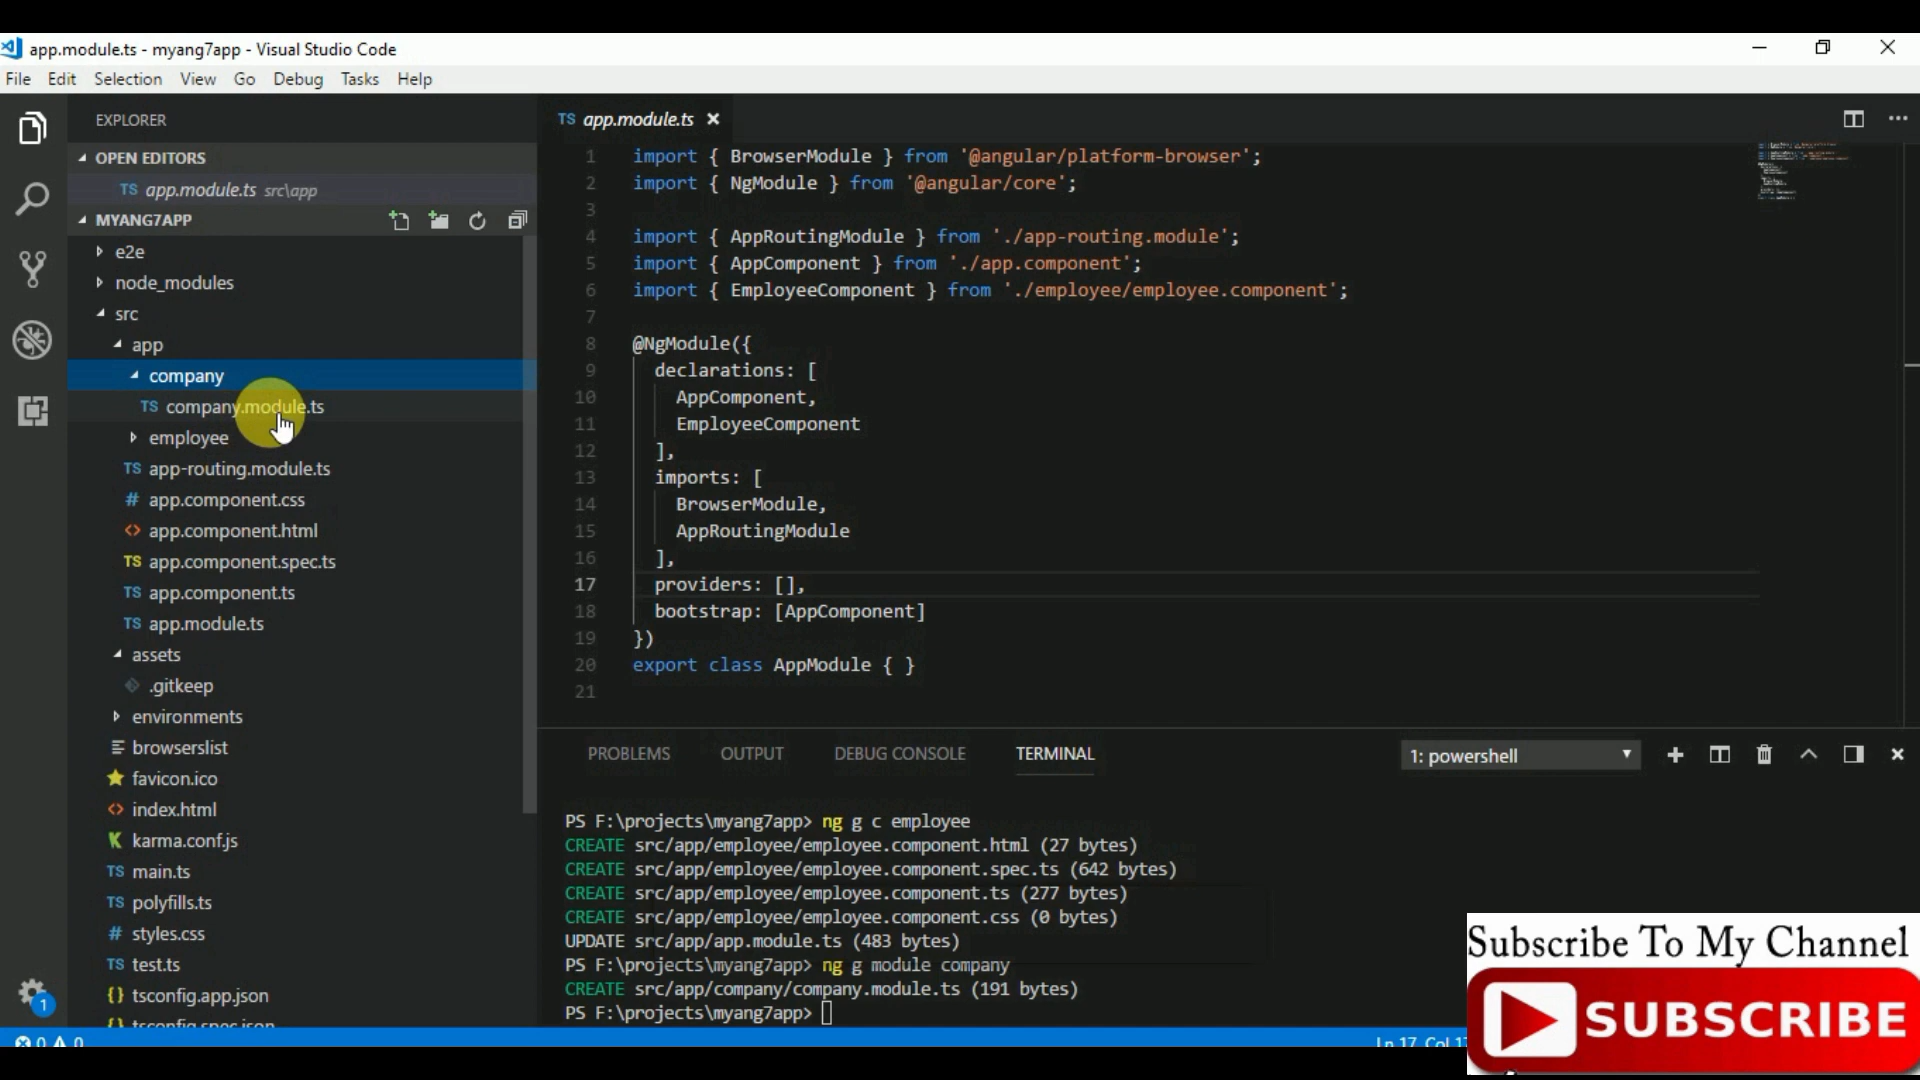 app.module.ts - myang7app - Visual Studio Code
File Edit Selection View Go Debug Tasks Help
EXPLORER
OPEN EDITORS
TS app.module.ts src\app
MYANG7APP
e2e
node_modules
src
app
company
TS company.module.ts
employee
TS app-routing.module.ts
# app.component.css
<> app.component.html
TS app.component.spec.ts
TS app.component.ts
TS app.module.ts
assets
.gitkeep
environments
browserslist
favicon.ico
<> index.html
karma.conf.js
TS main.ts
TS polyfills.ts
# styles.css
TS test.ts
{} tsconfig.app.json
{} tsconfig.spec.json
1
TS app.module.ts
1 import { BrowserModule } from '@angular/platform-browser';
2 import { NgModule } from '@angular/core';
3
4 import { AppRoutingModule } from './app-routing.module';
5 import { AppComponent } from './app.component';
6 import { EmployeeComponent } from './employee/employee.component';
7
8 @NgModule({
9 declarations: [
10 AppComponent,
11 EmployeeComponent
12 ],
13 imports: [
14 BrowserModule,
15 AppRoutingModule
16 ],
17 providers: [],
18 bootstrap: [AppComponent]
19 })
20 export class AppModule { }
21
PROBLEMS OUTPUT DEBUG CONSOLE TERMINAL 1: powershell
PS F:\projects\myang7app> ng g c employee
CREATE src/app/employee/employee.component.html (27 bytes)
CREATE src/app/employee/employee.component.spec.ts (642 bytes)
CREATE src/app/employee/employee.component.ts (277 bytes)
CREATE src/app/employee/employee.component.css (0 bytes)
UPDATE src/app/app.module.ts (483 bytes)
PS F:\projects\myang7app> ng g module company
CREATE src/app/company/company.module.ts (191 bytes)
PS F:\projects\myang7app>
0 0
Ln 17, Col
Subscribe To My Channel
SUBSCRIBE